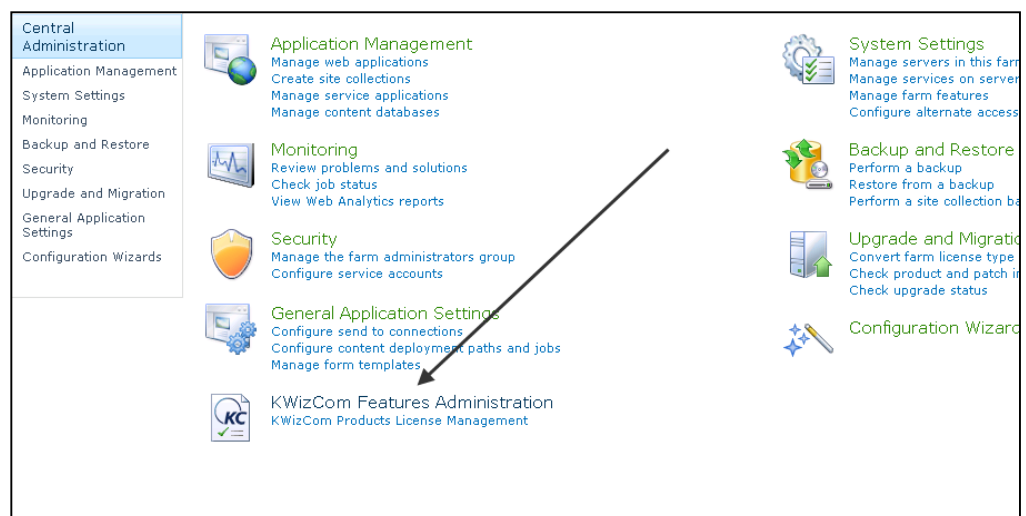 Central
Administration
Application Management
System Settings
Monitoring
Backup and Restore
Security
Upgrade and Migration
General Application
Settings
Configuration Wizards
Application Management
Manage web applications
Create site collections
Manage service applications
Manage content databases
Monitoring
Review problems and solutions
Check job status
View Web Analytics reports
Security
Manage the farm administrators group
Configure service accounts
General Application Settings
Configure send to connections
Configure content deployment paths and jobs
Manage form templates
KC
KWizCom Features Administration
KWizCom Products License Management
System Settings
Manage servers in this farm
Manage services on server
Manage farm features
Configure alternate access
Backup and Restore
Perform a backup
Restore from a backup
Perform a site collection ba
Upgrade and Migratio
Convert farm license type
Check product and patch in
Check upgrade status
Configuration Wizard